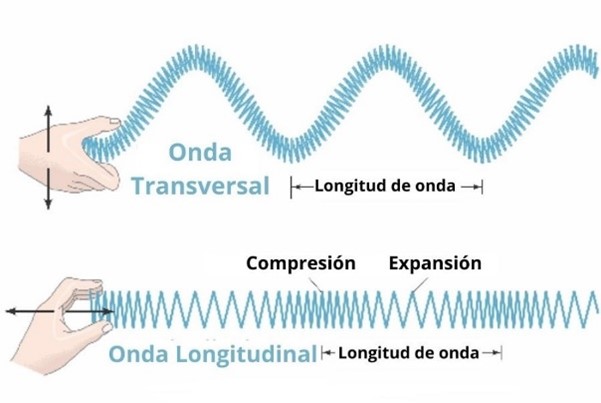 Onda
Transversal
Longitud de onda
Compresión Expansión
Onda Longitudinal
Longitud de onda